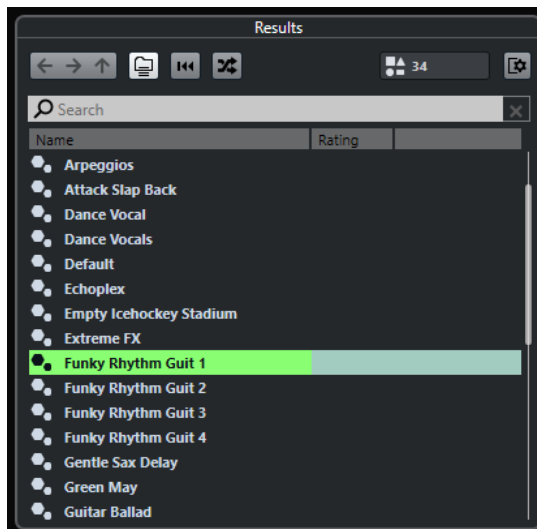 Results
34
Search
Name Rating
Arpeggios
Attack Slap Back
Dance Vocal
Dance Vocals
Default
Echoplex
Empty Icehockey Stadium
Extreme FX
Funky Rhythm Guit 1
Funky Rhythm Guit 2
Funky Rhythm Guit 3
Funky Rhythm Guit 4
Gentle Sax Delay
Green May
Guitar Ballad